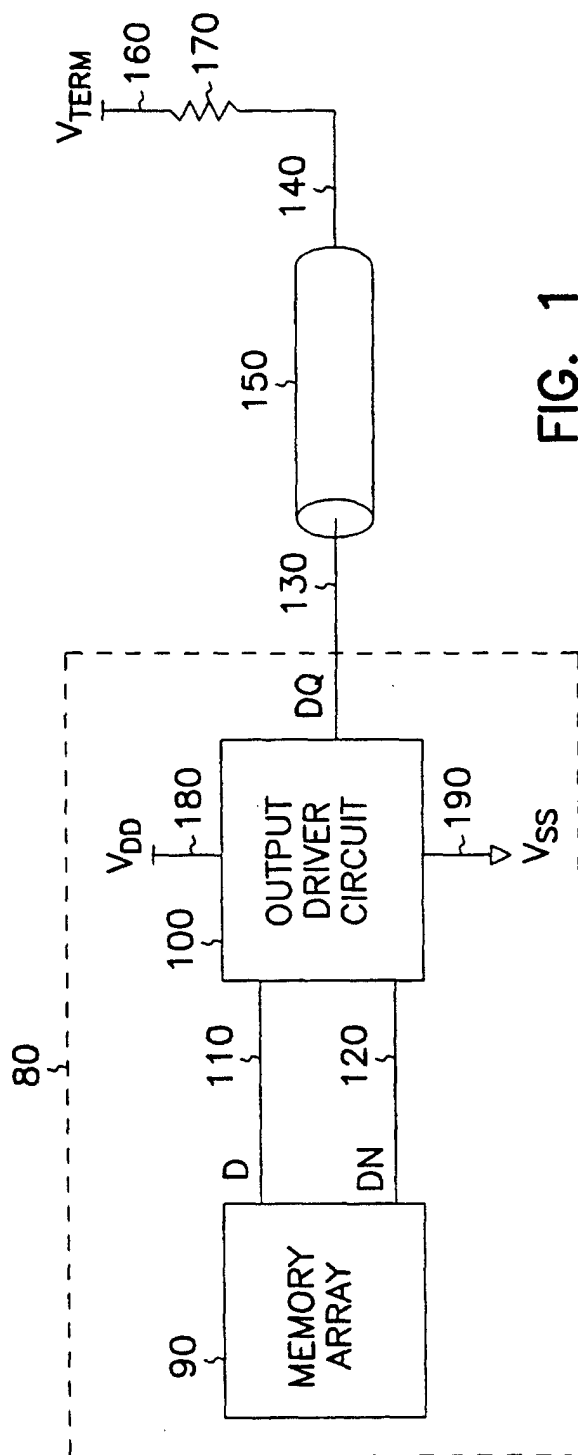 80
90
MEMORY
ARRAY
D
110
DN
120
100
OUTPUT
DRIVER
CIRCUIT
VDD
180
190
VSS
DQ
130
150
140
VTERM
160
170
FIG. 1